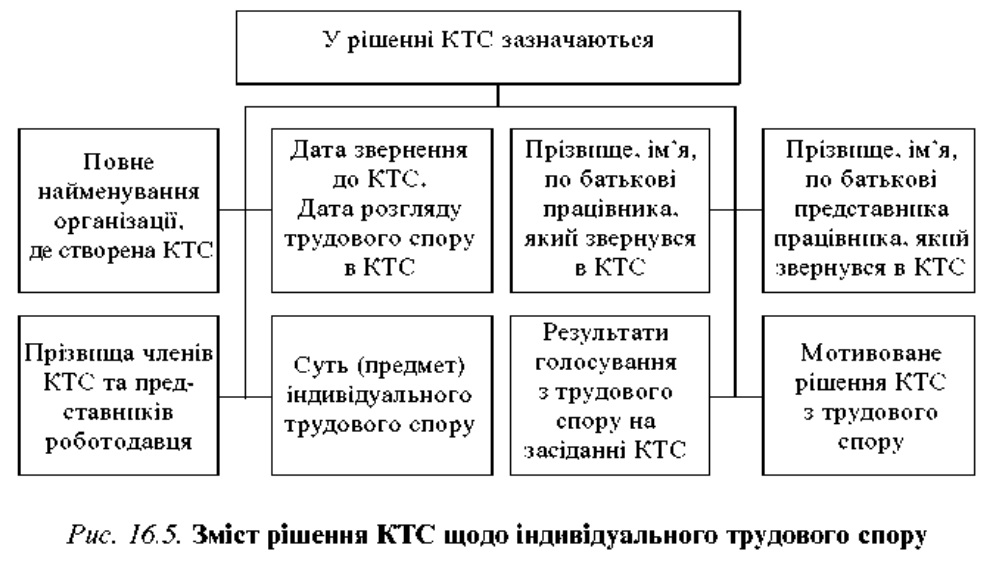 У рішенні КТС зазначаються
Повне
найменування
організації,
де створена КТС
Дата звернення
до КТС.
Дата розгляду
трудового спору
в КТС
Прізвище, ім’я,
по батькові
працівника,
який звернувся
в КТС
Прізвище, ім’я,
по батькові
представника
працівника, який
звернувся в КТС
Прізвища членів
КТС та пред-
ставників
роботодавця
Суть (предмет)
індивідуального
трудового спору
Результати
голосування
з трудового
спору на
засіданні КТС
Мотивоване
рішення КТС
з трудового
спору
Рис. 16.5. Зміст рішення КТС щодо індивідуального трудового спору